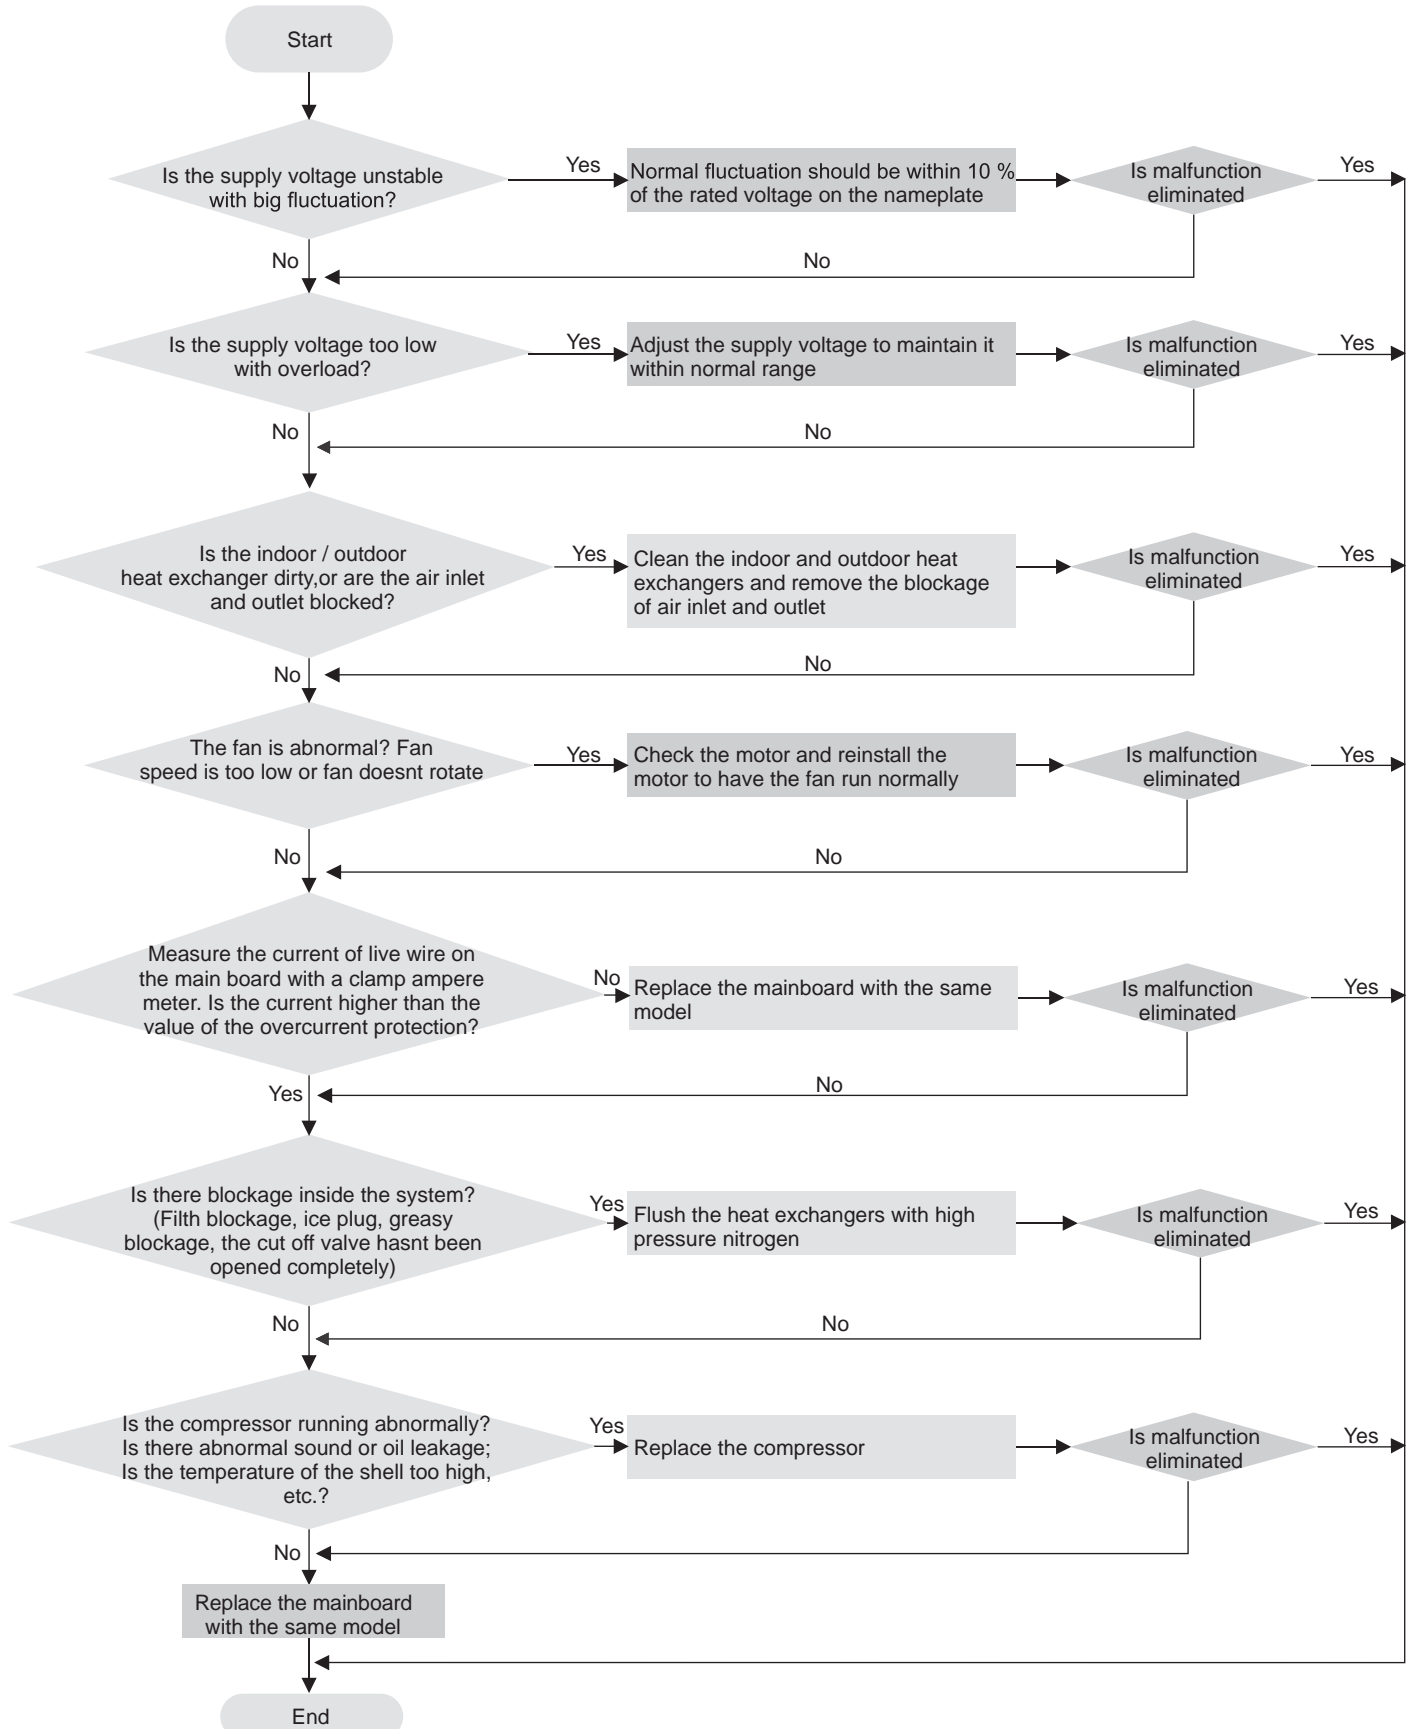 Start
Is the supply voltage unstable
with big fluctuation?
Yes
Normal fluctuation should be within 10 %
of the rated voltage on the nameplate
Is malfunction
eliminated
Yes
No
No
Is the supply voltage too low
with overload?
Yes
Adjust the supply voltage to maintain it
within normal range
Is malfunction
eliminated
Yes
No
No
Is the indoor / outdoor
heat exchanger dirty,or are the air inlet
and outlet blocked?
Yes
Clean the indoor and outdoor heat
exchangers and remove the blockage
of air inlet and outlet
Is malfunction
eliminated
Yes
No
No
The fan is abnormal? Fan
speed is too low or fan doesnt rotate
Yes
Check the motor and reinstall the
motor to have the fan run normally
Is malfunction
eliminated
Yes
No
No
Measure the current of live wire on
the main board with a clamp ampere
meter. Is the current higher than the
value of the overcurrent protection?
No
Replace the mainboard with the same
model
Is malfunction
eliminated
Yes
Yes
No
Is there blockage inside the system?
(Filth blockage, ice plug, greasy
blockage, the cut off valve hasnt been
opened completely)
Yes
Flush the heat exchangers with high
pressure nitrogen
Is malfunction
eliminated
Yes
No
No
Is the compressor running abnormally?
Is there abnormal sound or oil leakage;
Is the temperature of the shell too high,
etc.?
Yes
Replace the compressor
Is malfunction
eliminated
Yes
No
Replace the mainboard
with the same model
End